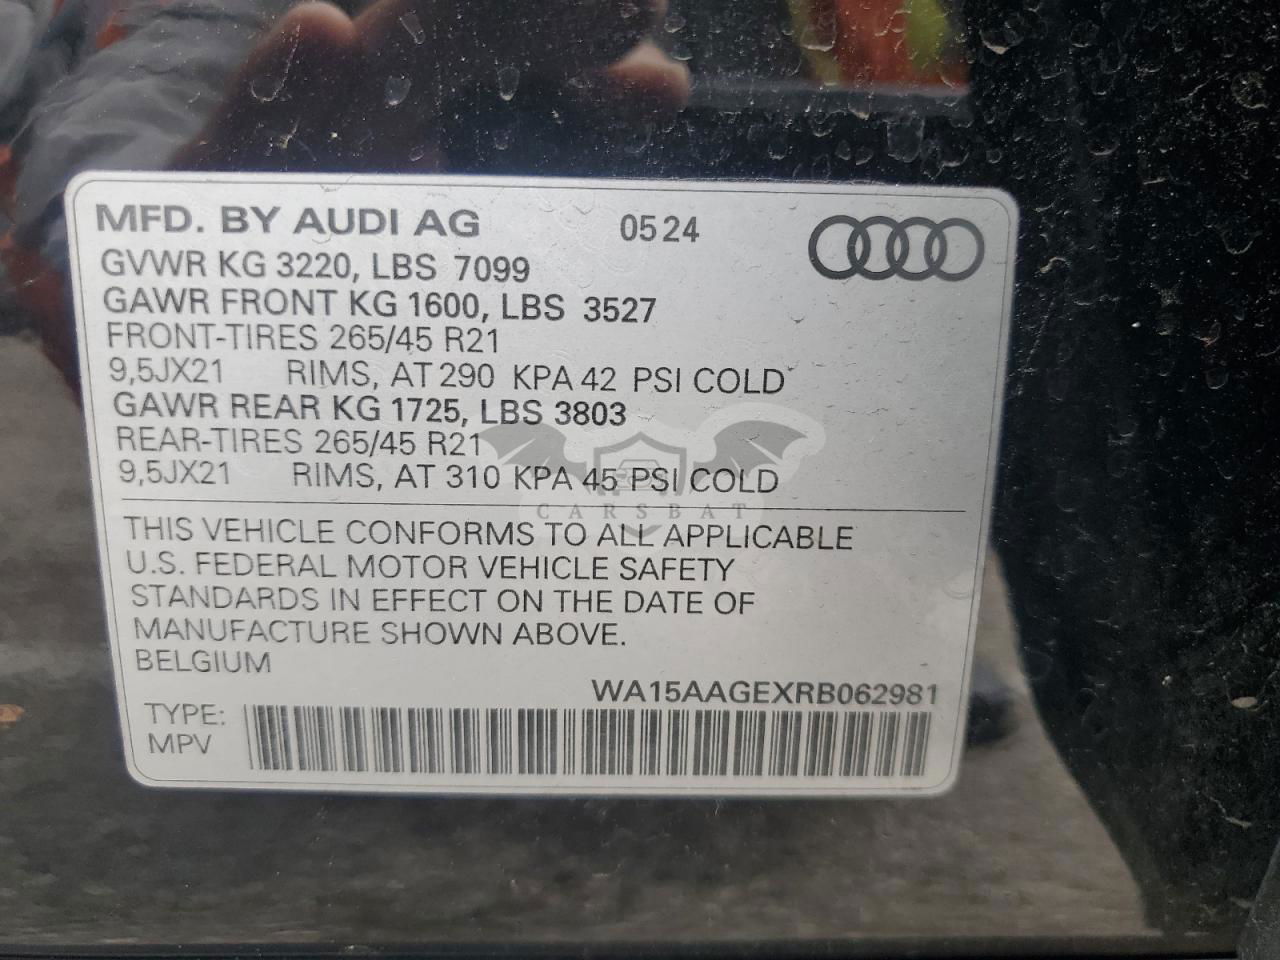 MFD. BY AUDI AG 0524
GVWR KG 3220, LBS 7099
GAWR FRONT KG 1600, LBS 3527
FRONT-TIRES 265/45 R21
9,5JX21 RIMS, AT 290 KPA 42 PSI COLD
GAWR REAR KG 1725, LBS 3803
REAR-TIRES 265/45 R21
9,5JX21 RIMS, AT 310 KPA 45 PSI COLD
CARSBAT
THIS VEHICLE CONFORMS TO ALL APPLICABLE
U.S. FEDERAL MOTOR VEHICLE SAFETY
STANDARDS IN EFFECT ON THE DATE OF
MANUFACTURE SHOWN ABOVE.
BELGIUM
WA15AAGEXRB062981
TYPE:
MPV